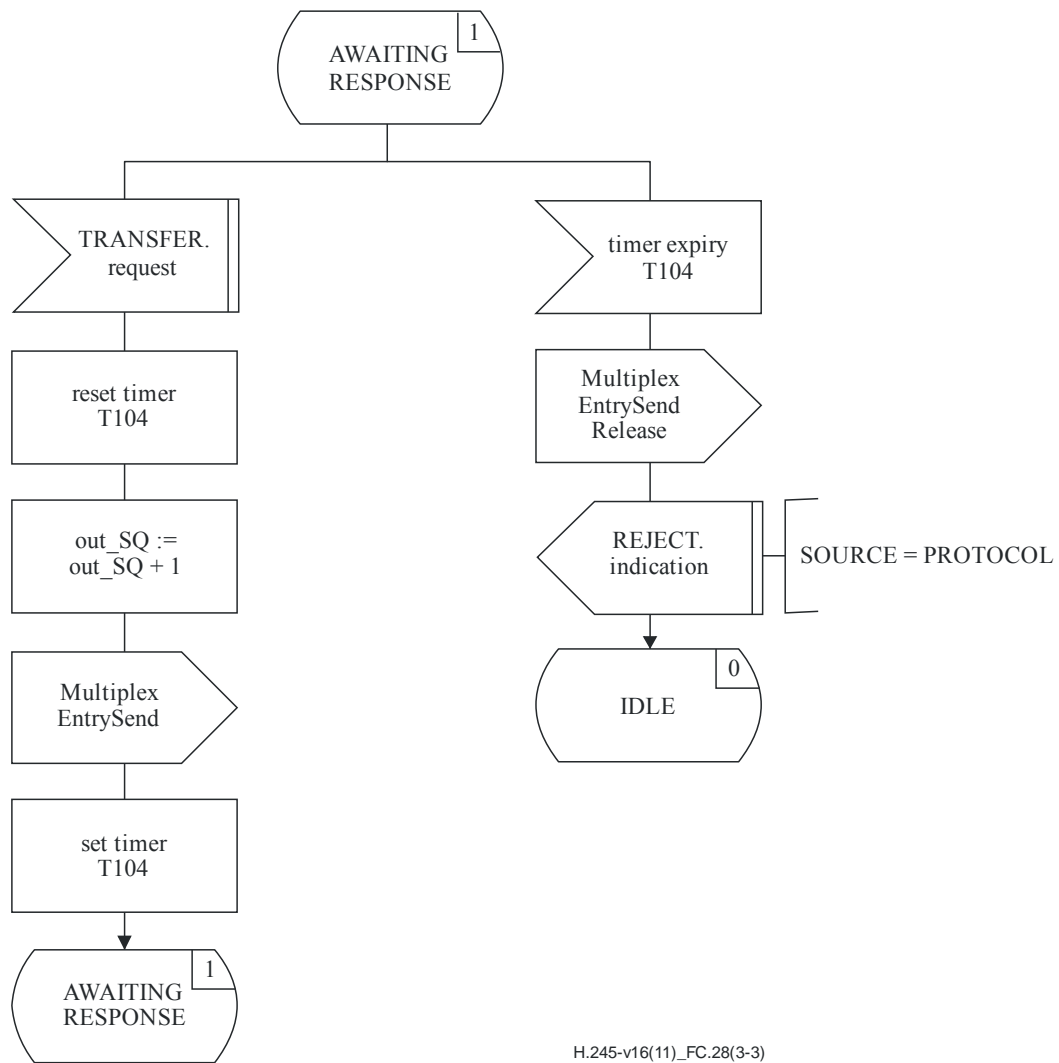 1
AWAITING
RESPONSE
TRANSFER.
request
reset timer
T104
out_SQ :=
out_SQ + 1
Multiplex
EntrySend
set timer
T104
1
AWAITING
RESPONSE
timer expiry
T104
Multiplex
EntrySend
Release
REJECT.
indication
SOURCE = PROTOCOL
0
IDLE
H.245-v16(11)_FC.28(3-3)